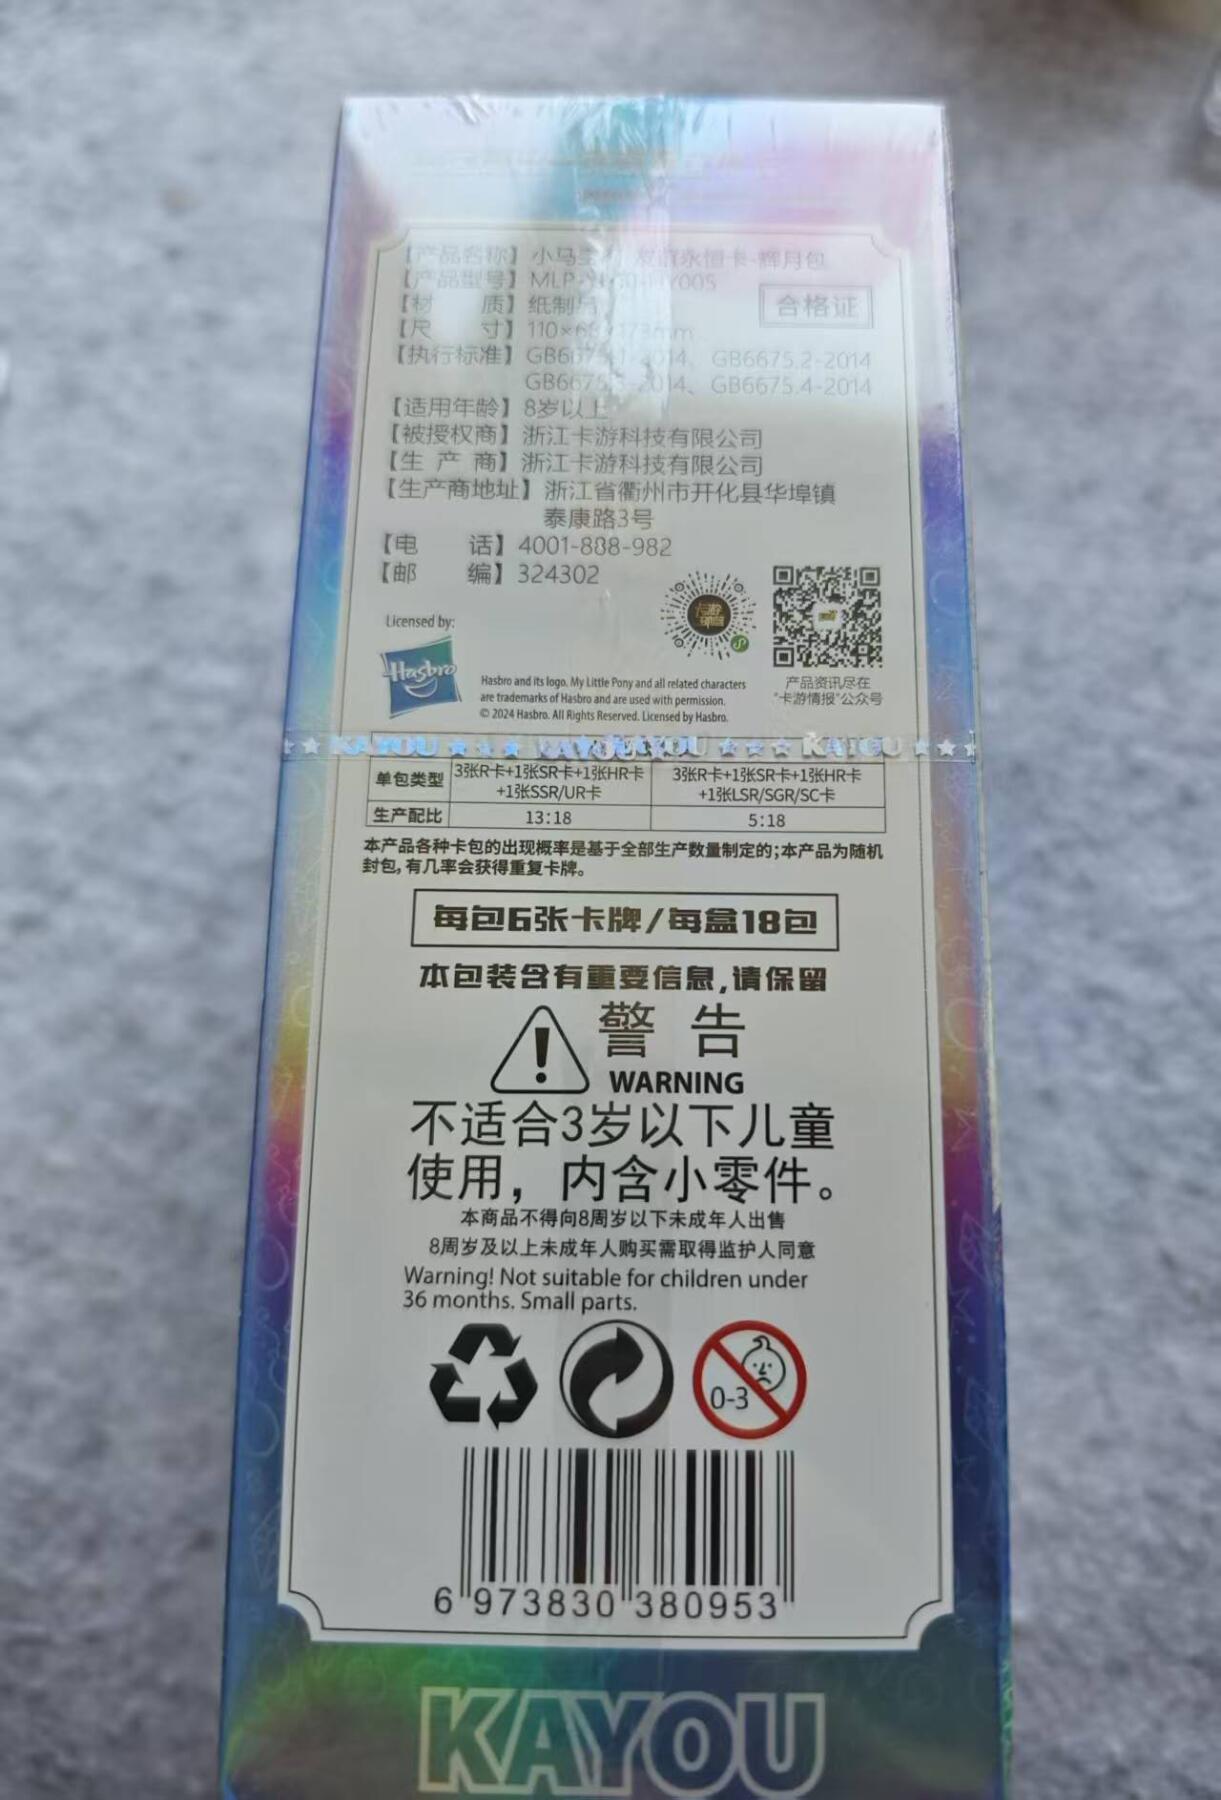 【产品名称】小马宝 友谊永恒卡-辉月包
【产品型号】MLP 005
【材 质】纸制品
合格证
【尺 寸】110×68×173mm
【执行标准】GB6675.1-2014、GB6675.2-2014
GB6675.3-2014、GB6675.4-2014
【适用年龄】8岁以上
【被授权商】浙江卡游科技有限公司
【生 产 商】浙江卡游科技有限公司
【生产商地址】浙江省衢州市开化县华埠镇
泰康路3号
【电 话】4001-888-982
【邮 编】324302
Licensed by:
Hasbro
Hasbro and its logo, My Little Pony and all related characters
are trademarks of Hasbro and are used with permission.
© 2024 Hasbro. All Rights Reserved. Licensed by Hasbro.
卡游
产品资讯尽在
"卡游情报"公众号
KAYOU KAYOU KAYOU
单包类型 3张R卡+1张SR卡+1张HR卡 3张R卡+1张SR卡+1张HR卡
+1张SSR/UR卡 +1张LSR/SGR/SC卡
生产配比 13:18 5:18
本产品各种卡包的出现概率是基于全部生产数量制定的;本产品为随机
封包,有几率会获得重复卡牌。
每包6张卡牌/每盒18包
本包装含有重要信息,请保留
警 告
WARNING
不适合3岁以下儿童
使用，内含小零件。
本商品不得向8周岁以下未成年人出售
8周岁及以上未成年人购买需取得监护人同意
Warning! Not suitable for children under
36 months. Small parts.
0-3
6 973830 380953
KAYOU